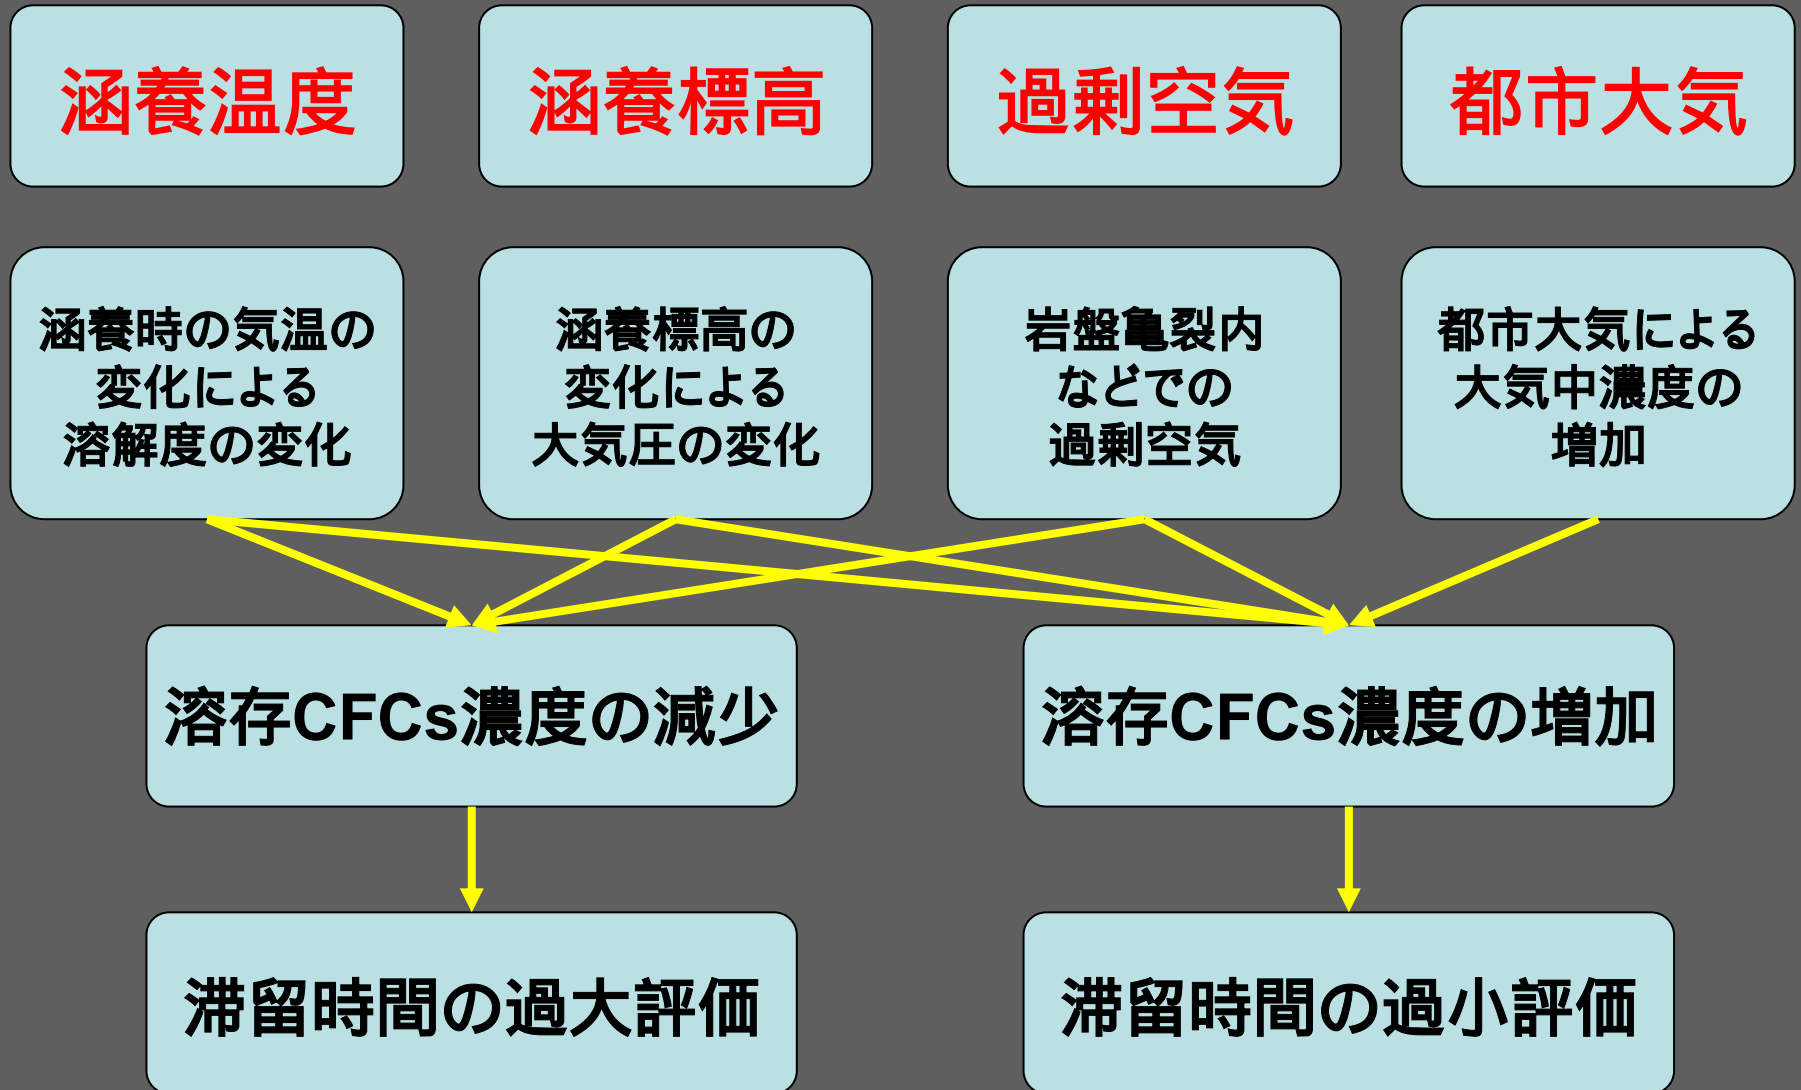 涵養温度
涵養標高
過剰空気
都市大気
涵養時の気温の
変化による
溶解度の変化
涵養標高の
変化による
大気圧の変化
岩盤亀裂内
などでの
過剰空気
都市大気による
大気中濃度の
増加
溶存CFCs濃度の減少
溶存CFCs濃度の増加
滞留時間の過大評価
滞留時間の過小評価